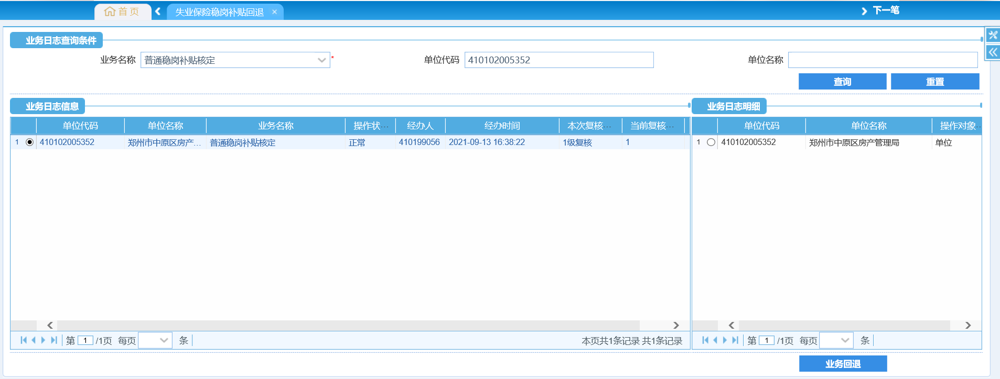 首页 失业保险稳岗补贴回退 × 下一笔
业务日志查询条件
业务名称 普通稳岗补贴核定 * 单位代码 410102005352 单位名称
查询 重置
业务日志信息 业务日志明细
单位代码 单位名称 业务名称 操作状... 经办人 经办时间 本次复核... 当前复核... 单位代码 单位名称 操作对象...
1 410102005352 郑州市中原区房产... 普通稳岗补贴核定 正常 410199056 2021-09-13 16:38:22 1级复核 1 1 410102005352 郑州市中原区房产管理局 单位
第 1 /1页 每页 条 本页共1条记录 共1条记录 第 1 /1页 每页 条
业务回退